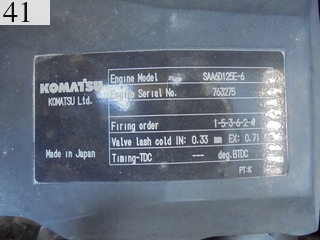 41
KOMATSU
KOMATSU Ltd.
Made in Japan
Engine Model SAA6D125E-6
Engine Serial No. 763275
Firing order 1-5-3-6-2-4
Valve lash cold IN: 0.33 mm EX: 0.71
Timing-TDC --- deg.BTDC
PT:K